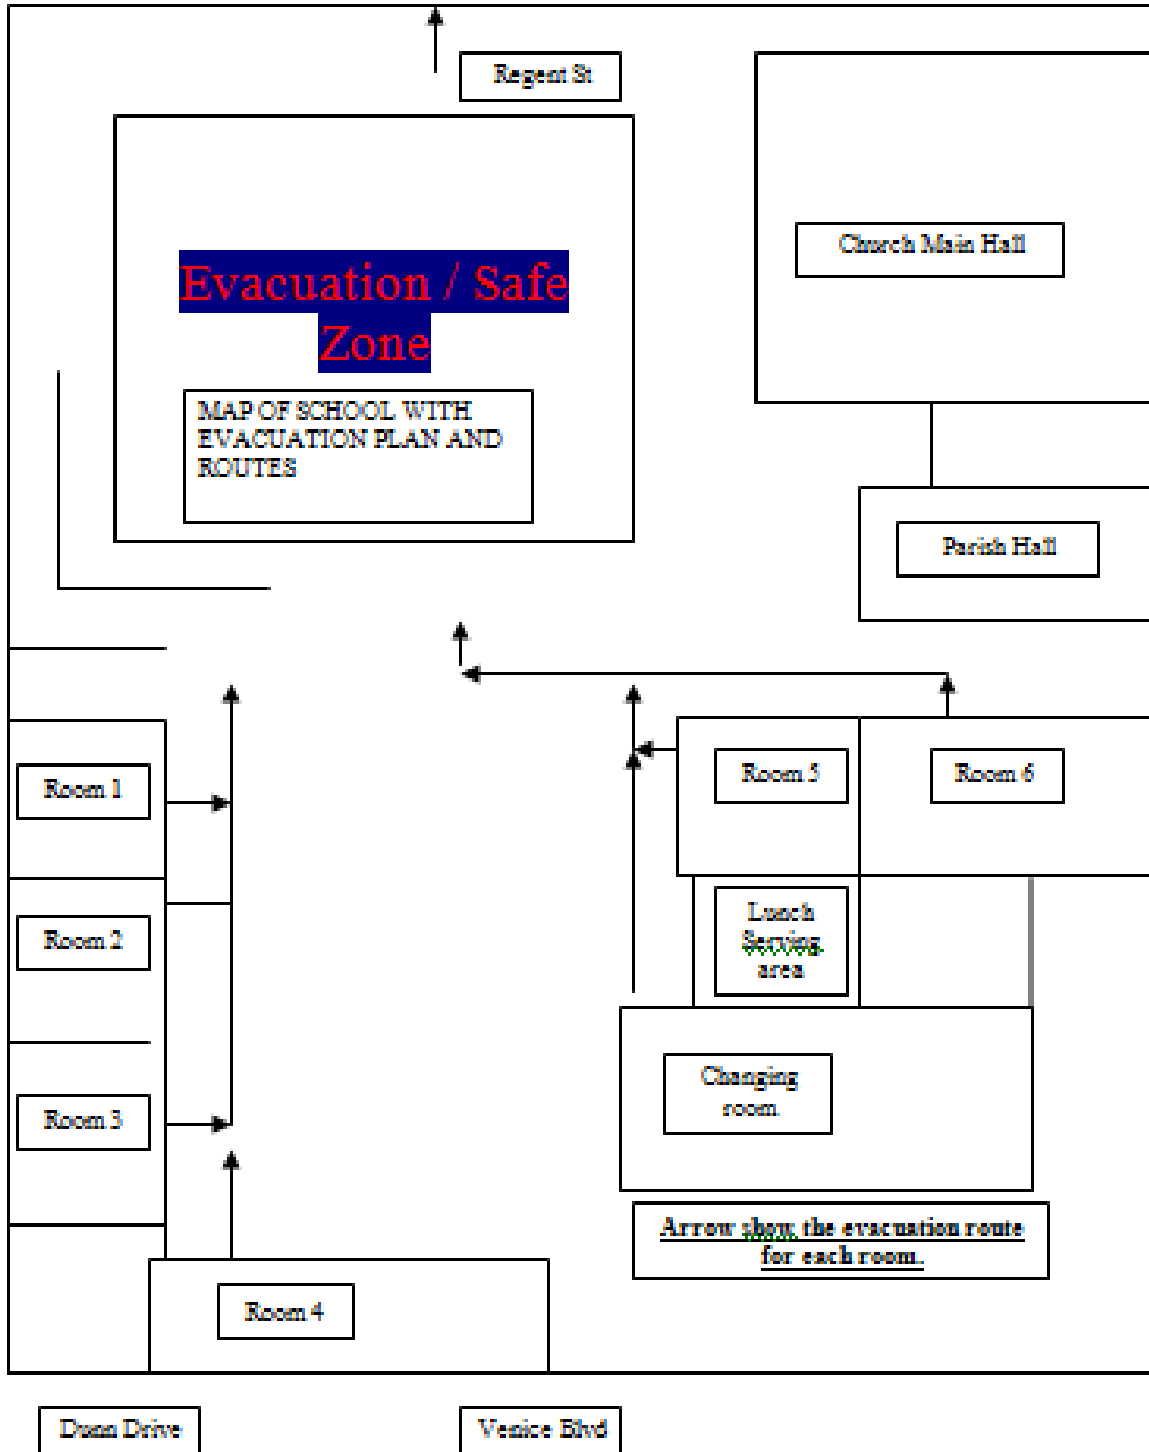 Regent St
Church Main Hall
Evacuation / Safe
Zone
MAP OF SCHOOL WITH
EVACUATION PLAN AND
ROUTES
Parish Hall
Room 1
Room 5
Room 6
Room 2
Lunch
Serving
area
Room 3
Changing
room
Arrow show the evacuation route
for each room.
Room 4
Dunn Drive
Venice Blvd